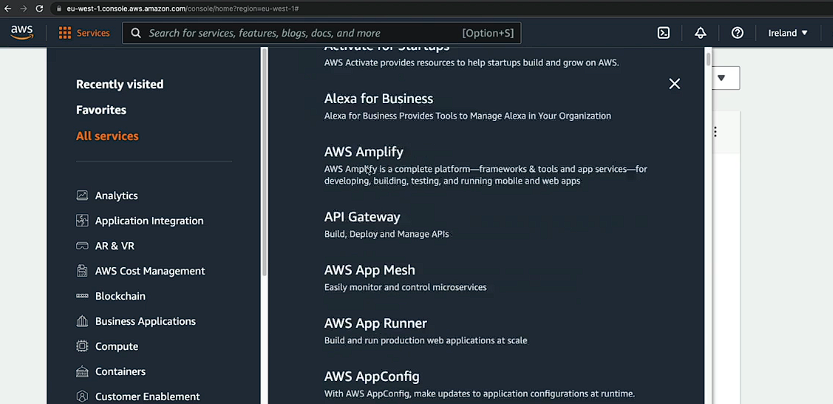 eu-west-1.console.aws.amazon.com/console/home?region=eu-west-1#
aws
Services
Search for services, features, blogs, docs, and more
[Option+S]
Ireland
Recently visited
Favorites
All services
Analytics
Application Integration
AR & VR
AWS Cost Management
Blockchain
Business Applications
Compute
Containers
Customer Enablement
Activate for Startups
AWS Activate provides resources to help startups build and grow on AWS.
Alexa for Business
Alexa for Business Provides Tools to Manage Alexa in Your Organization
AWS Amplify
AWS Amplify is a complete platform—frameworks & tools and app services—for
developing, building, testing, and running mobile and web apps
API Gateway
Build, Deploy and Manage APIs
AWS App Mesh
Easily monitor and control microservices
AWS App Runner
Build and run production web applications at scale
AWS AppConfig
With AWS AppConfig, make updates to application configurations at runtime.